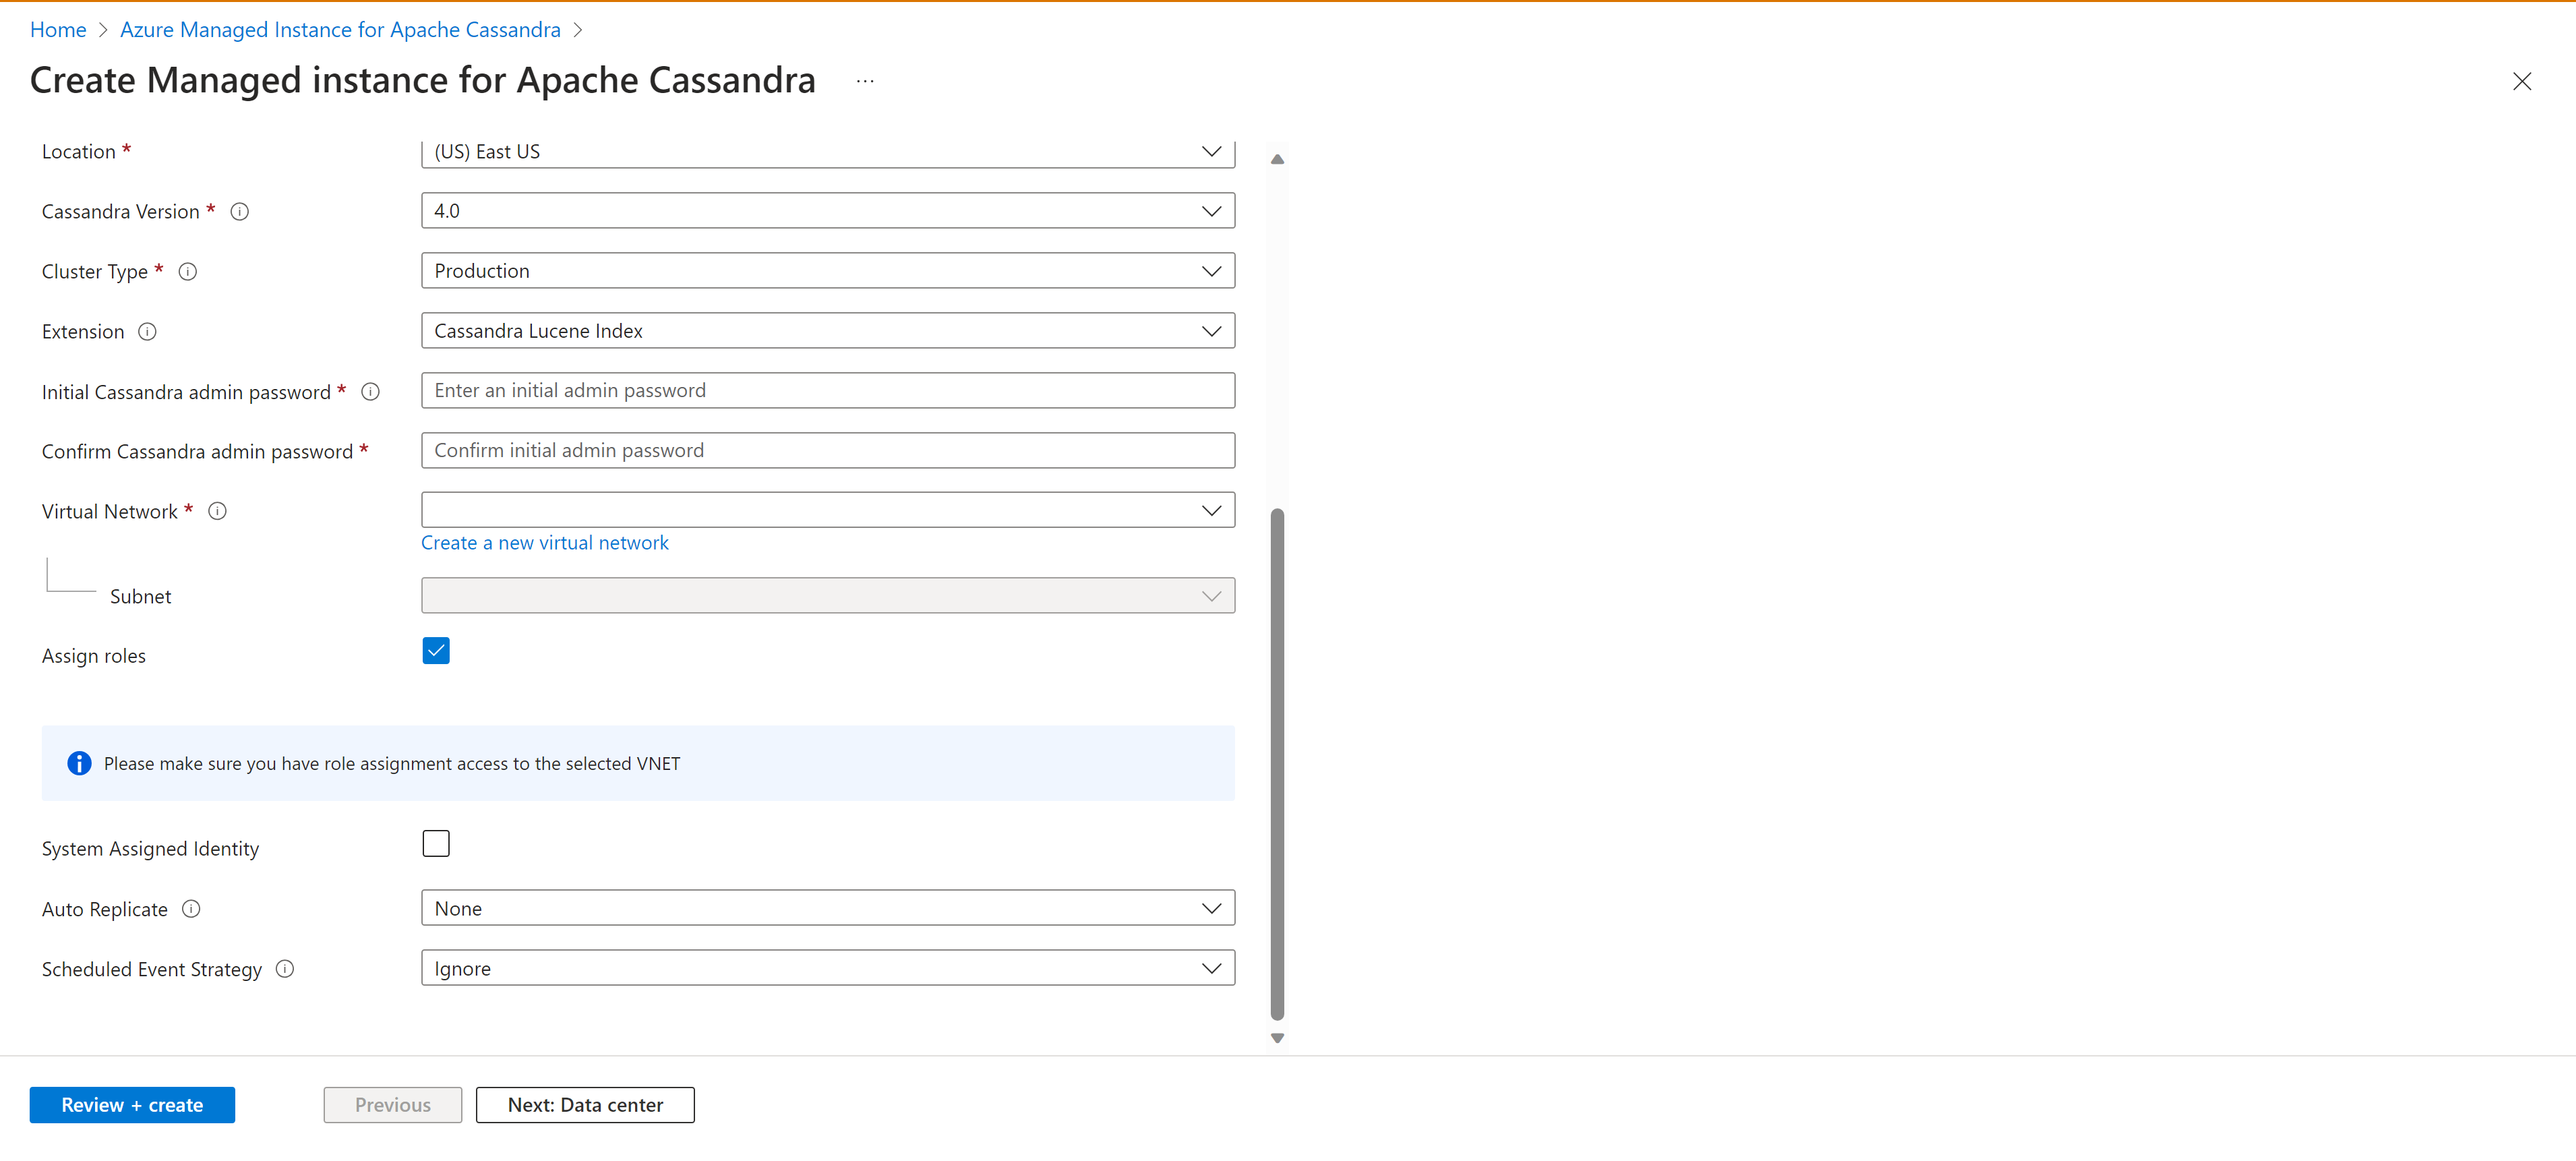 Home > Azure Managed Instance for Apache Cassandra >
Create Managed instance for Apache Cassandra ...
Location * (US) East US
Cassandra Version * 4.0
Cluster Type * Production
Extension Cassandra Lucene Index
Initial Cassandra admin password * Enter an initial admin password
Confirm Cassandra admin password * Confirm initial admin password
Virtual Network *
Create a new virtual network
Subnet
Assign roles
Please make sure you have role assignment access to the selected VNET
System Assigned Identity
Auto Replicate None
Scheduled Event Strategy Ignore
Review + create Previous Next: Data center